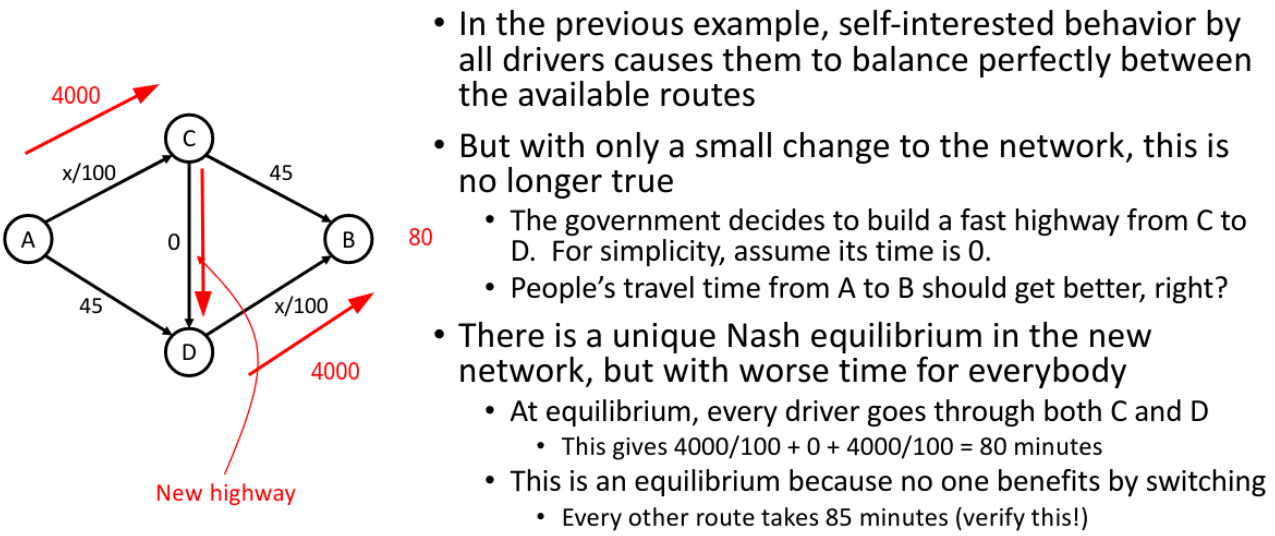 4000
C
x/100
45
A
0
B
80
45
x/100
D
4000
New highway
• In the previous example, self-interested behavior by
all drivers causes them to balance perfectly between
the available routes
• But with only a small change to the network, this is
no longer true
• The government decides to build a fast highway from C to
D. For simplicity, assume its time is 0.
• People's travel time from A to B should get better, right?
• There is a unique Nash equilibrium in the new
network, but with worse time for everybody
• At equilibrium, every driver goes through both C and D
• This gives 4000/100 + 0 + 4000/100 = 80 minutes
• This is an equilibrium because no one benefits by switching
• Every other route takes 85 minutes (verify this!)